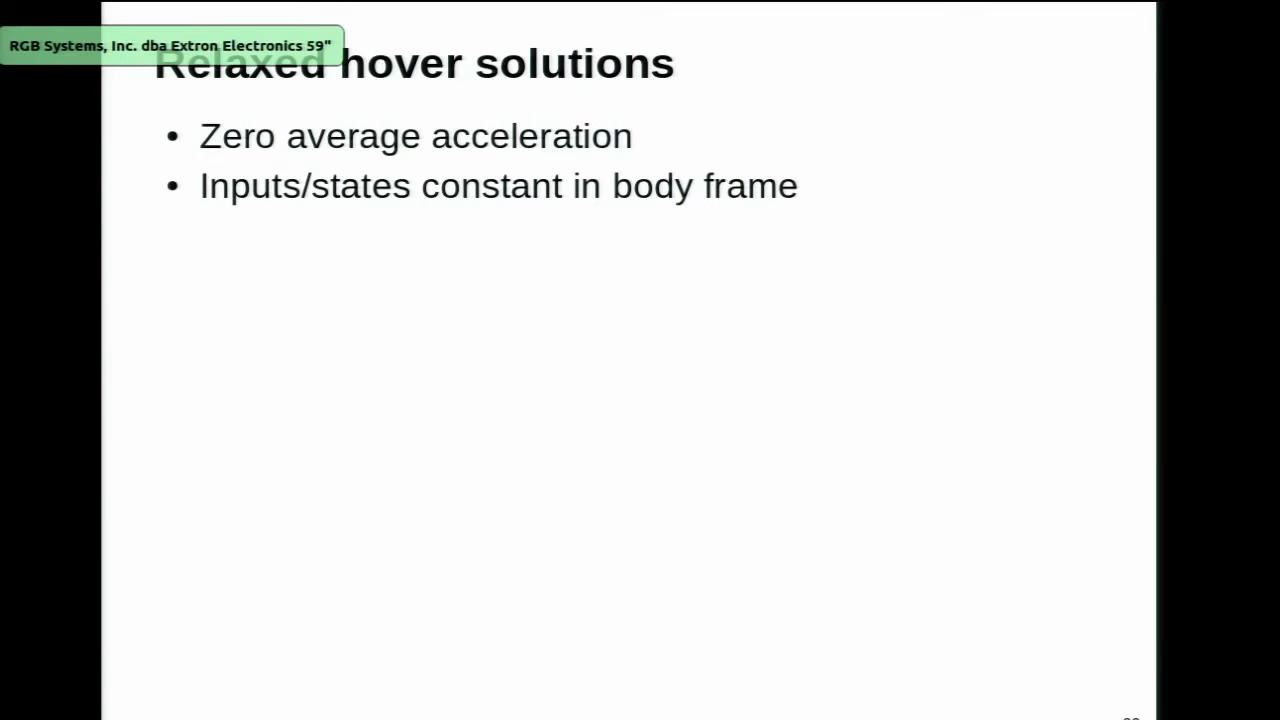 RGB Systems, Inc. dba Extron Electronics 59"
Relaxed hover solutions
• Zero average acceleration
• Inputs/states constant in body frame